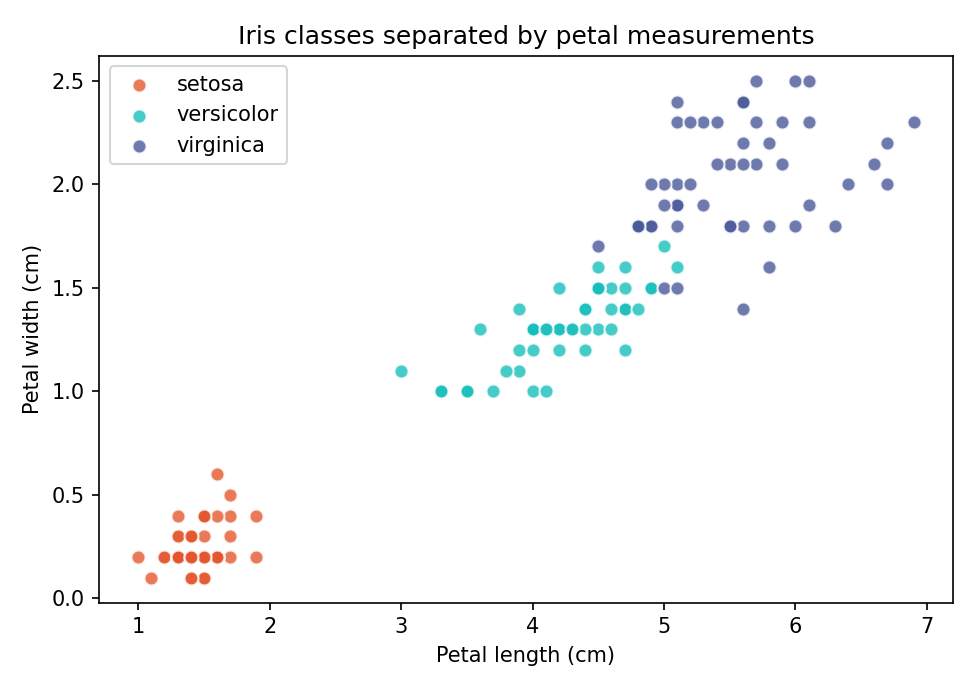 Iris classes separated by petal measurements
setosa
versicolor
virginica
Petal width (cm)
2.5
2.0
1.5
1.0
0.5
0.0
1 2 3 4 5 6 7
Petal length (cm)